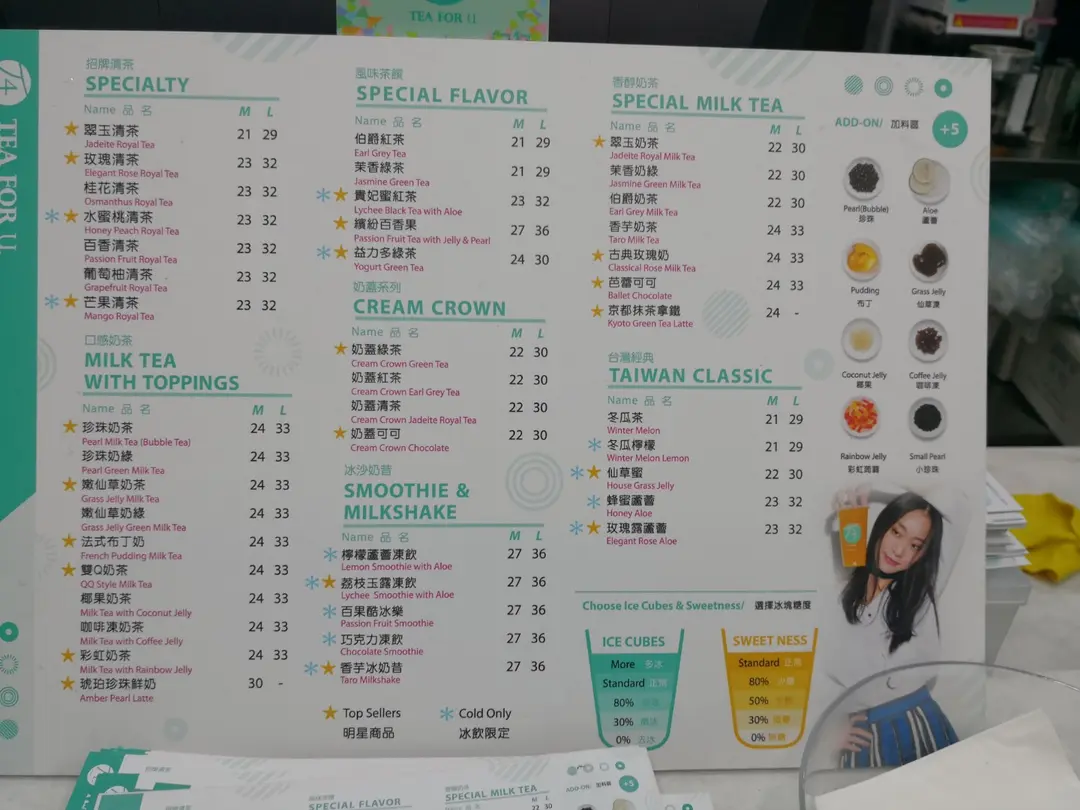 TEA FOR U
TEA FOR U
招牌清茶
SPECIALTY
Name 品 名 M L
翠玉清茶 21 29
Jadeite Royal Tea
玫瑰清茶 23 32
Elegant Rose Royal Tea
桂花清茶 23 32
Osmanthus Royal Tea
水蜜桃清茶 23 32
Honey Peach Royal Tea
百香清茶 23 32
Passion Fruit Royal Tea
葡萄柚清茶 23 32
Grapefruit Royal Tea
芒果清茶 23 32
Mango Royal Tea
口感奶茶
MILK TEA
WITH TOPPINGS
Name 品 名 M L
珍珠奶茶 24 33
Pearl Milk Tea (Bubble Tea)
珍珠奶綠 24 33
Pearl Green Milk Tea
嫩仙草奶茶 24 33
Grass Jelly Milk Tea
嫩仙草奶綠 24 33
Grass Jelly Green Milk Tea
法式布丁奶 24 33
French Pudding Milk Tea
雙Q奶茶 24 33
QQ Style Milk Tea
椰果奶茶 24 33
Milk Tea with Coconut Jelly
咖啡凍奶茶 24 33
Milk Tea with Coffee Jelly
彩虹奶茶 24 33
Milk Tea with Rainbow Jelly
琥珀珍珠鮮奶 30 -
Amber Pearl Latte
風味茶饌
SPECIAL FLAVOR
Name 品 名 M L
伯爵紅茶 21 29
Earl Grey Tea
茉香綠茶 21 29
Jasmine Green Tea
貴妃蜜紅茶 23 32
Lychee Black Tea with Aloe
繽紛百香果 27 36
Passion Fruit Tea with Jelly & Pearl
益力多綠茶 24 30
Yogurt Green Tea
奶蓋系列
CREAM CROWN
Name 品 名 M L
奶蓋綠茶 22 30
Cream Crown Green Tea
奶蓋紅茶 22 30
Cream Crown Earl Grey Tea
奶蓋清茶 22 30
Cream Crown Jadeite Royal Tea
奶蓋可可 22 30
Cream Crown Chocolate
冰沙奶昔
SMOOTHIE &
MILKSHAKE
Name 品 名 M L
檸檬蘆薈凍飲 27 36
Lemon Smoothie with Aloe
荔枝玉露凍飲 27 36
Lychee Smoothie with Aloe
百果酷冰樂 27 36
Passion Fruit Smoothie
巧克力凍飲 27 36
Chocolate Smoothie
香芋冰奶昔 27 36
Taro Milkshake
Top Sellers
明星商品
Cold Only
冰飲限定
香醇奶茶
SPECIAL MILK TEA
Name 品 名 M L
翠玉奶茶 22 30
Jadeite Royal Milk Tea
茉香奶綠 22 30
Jasmine Green Milk Tea
伯爵奶茶 22 30
Earl Grey Milk Tea
香芋奶茶 24 33
Taro Milk Tea
古典玫瑰奶 24 33
Classical Rose Milk Tea
芭蕾可可 24 33
Ballet Chocolate
京都抹茶拿鐵 24 -
Kyoto Green Tea Latte
台灣經典
TAIWAN CLASSIC
Name 品 名 M L
冬瓜茶 21 29
Winter Melon
冬瓜檸檬 21 29
Winter Melon Lemon
仙草蜜 22 30
House Grass Jelly
蜂蜜蘆薈 23 32
Honey Aloe
玫瑰露蘆薈 23 32
Elegant Rose Aloe
Choose Ice Cubes & Sweetness/ 選擇冰塊糖度
ICE CUBES
More 多冰
Standard 正常
80%
30%
0%
SWEET NESS
Standard 正常
80%
50%
30%
0%
ADD-ON/ 加料區 +5
Pearl(Bubble)
珍珠
Aloe
蘆薈
Pudding
布丁
Grass Jelly
仙草凍
Coconut Jelly
椰果
Coffee Jelly
咖啡凍
Rainbow Jelly
彩虹蒟蒻
Small Pearl
小珍珠
SPECIAL FLAVOR
SPECIAL MILK TEA
ADD-ON/ 加料區 +5